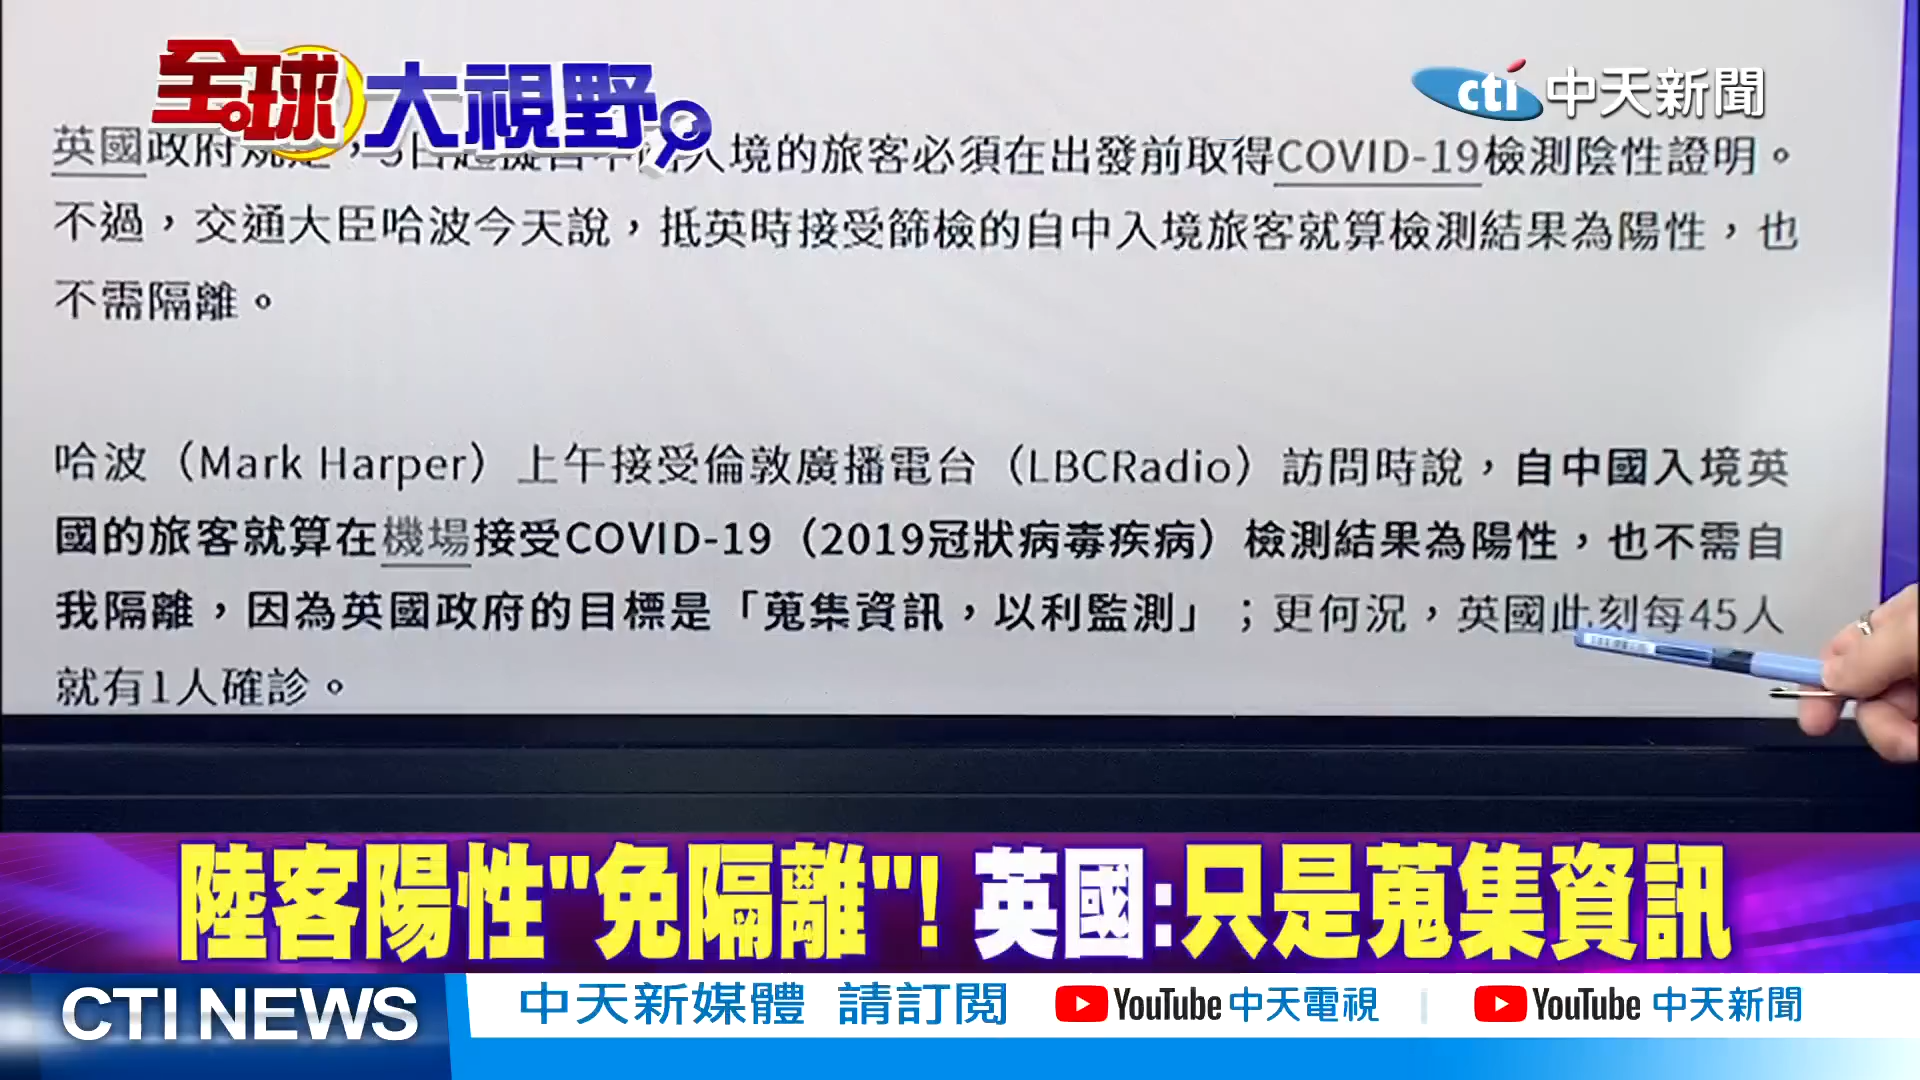 全球大視野
cti 中天新聞
英國政府規定，5日起擬自中國入境的旅客必須在出發前取得COVID-19檢測陰性證明。
不過，交通大臣哈波今天說，抵英時接受篩檢的自中入境旅客就算檢測結果為陽性，也
不需隔離。
哈波（Mark Harper）上午接受倫敦廣播電台（LBCRadio）訪問時說，自中國入境英
國的旅客就算在機場接受COVID-19（2019冠狀病毒疾病）檢測結果為陽性，也不需自
我隔離，因為英國政府的目標是「蒐集資訊，以利監測」；更何況，英國此刻每45人
就有1人確診。
陸客陽性"免隔離"! 英國:只是蒐集資訊
CTI NEWS
中天新媒體 請訂閱 YouTube 中天電視 | YouTube 中天新聞